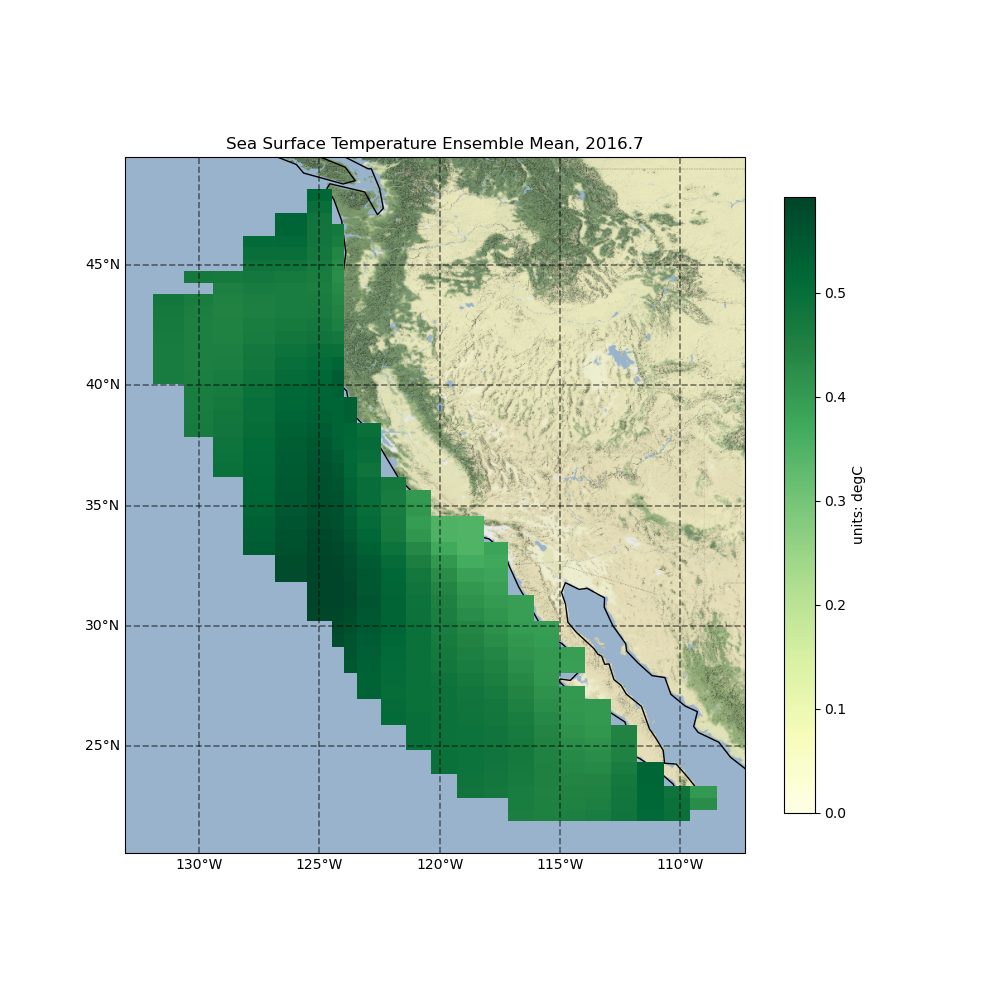 Sea Surface Temperature Ensemble Mean, 2016.7
45°N
40°N
35°N
30°N
25°N
130°W
125°W
120°W
115°W
110°W
0.5
0.4
0.3
0.2
0.1
0.0
units: degC